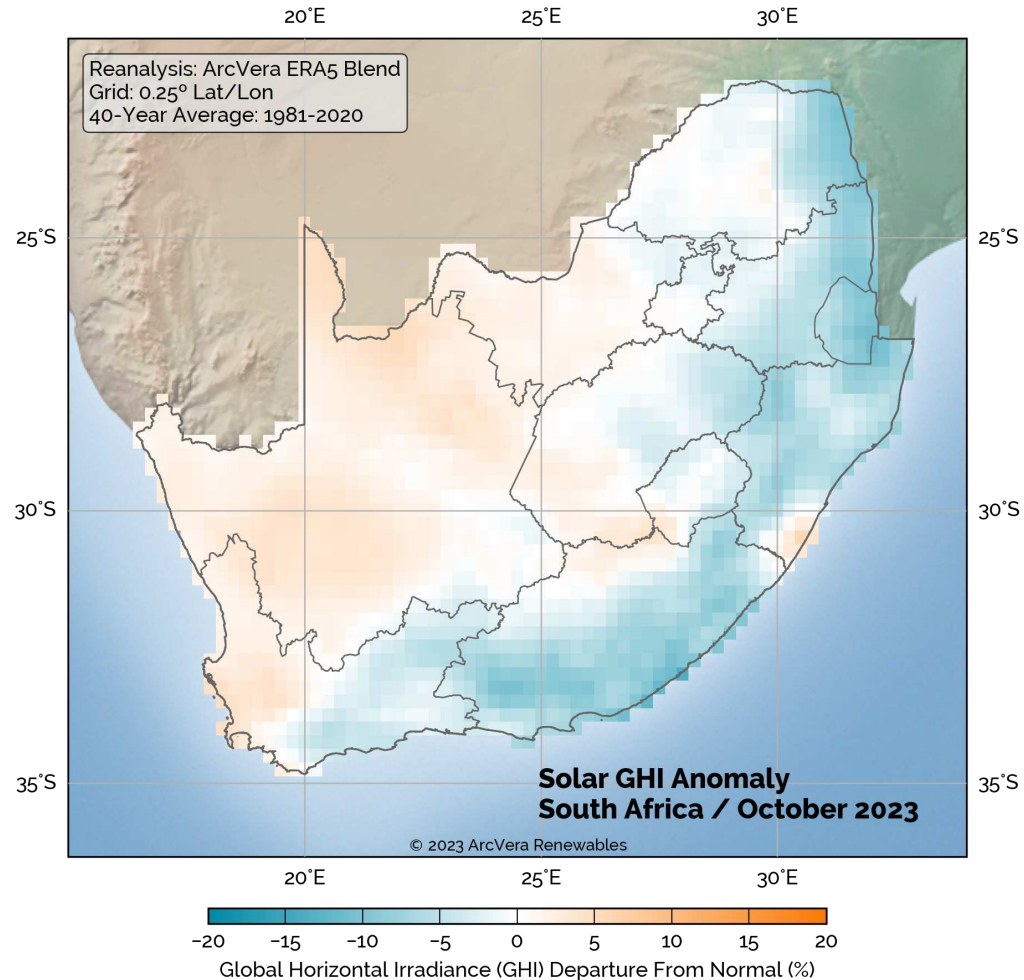 20°E 25°E 30°E
Reanalysis: ArcVera ERA5 Blend
Grid: 0.25º Lat/Lon
40-Year Average: 1981-2020
25°S 25°S
30°S 30°S
35°S 35°S
Solar GHI Anomaly
South Africa / October 2023
© 2023 ArcVera Renewables
20°E 25°E 30°E
−20 −15 −10 −5 0 5 10 15 20
Global Horizontal Irradiance (GHI) Departure From Normal (%)